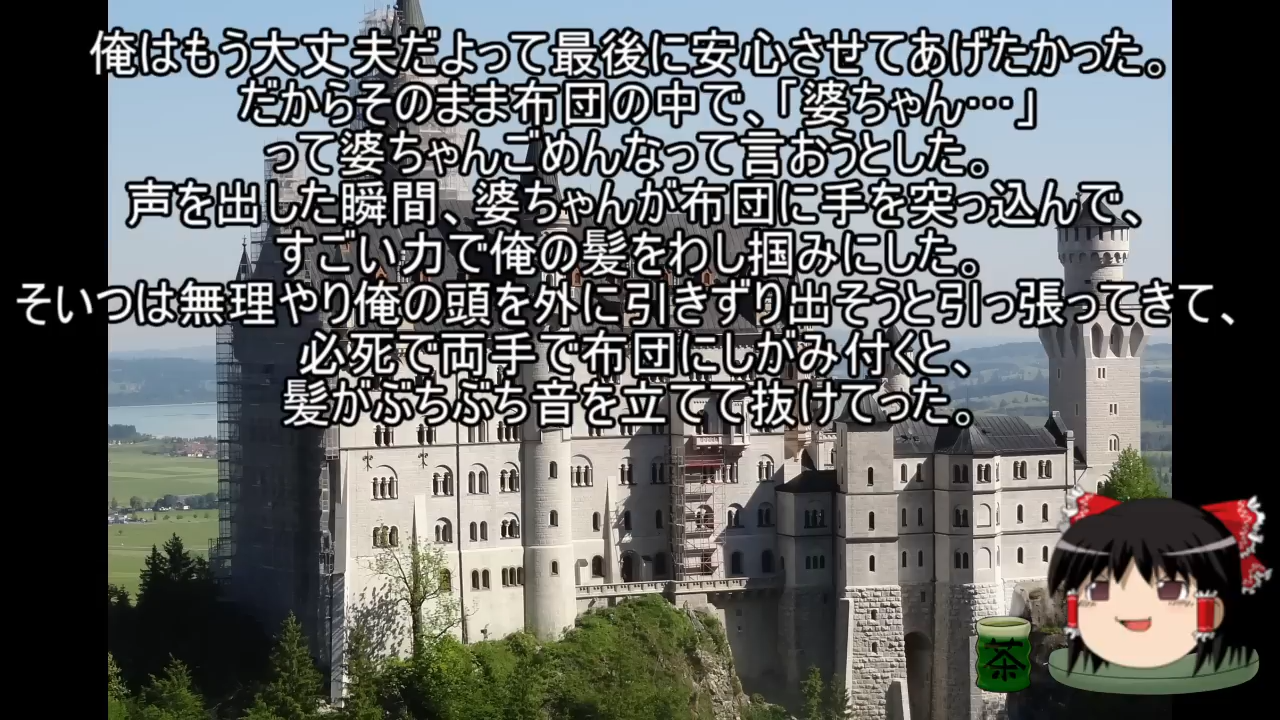 俺はもう大丈夫だよって最後に安心させてあげたかった。
だからそのまま布団の中で、「婆ちゃん…」
って婆ちゃんごめんなって言おうとした。
声を出した瞬間、婆ちゃんが布団に手を突っ込んで、
すごい力で俺の髪をわし掴みにした。
そいつは無理やり俺の頭を外に引きずり出そうと引っ張ってきて、
必死で両手で布団にしがみ付くと、
髪がぶちぶち音を立てて抜けてった。
茶